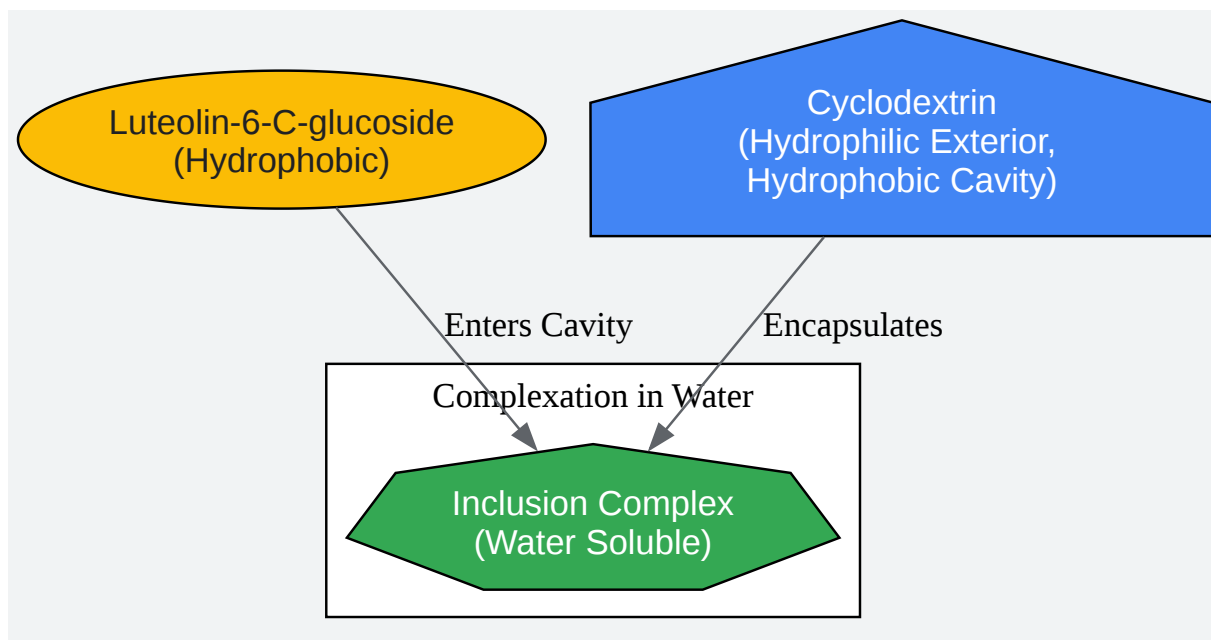 Luteolin-6-C-glucoside
(Hydrophobic)
Cyclodextrin
(Hydrophilic Exterior,
Hydrophobic Cavity)
Enters Cavity
Encapsulates
Complexation in Water
Inclusion Complex
(Water Soluble)